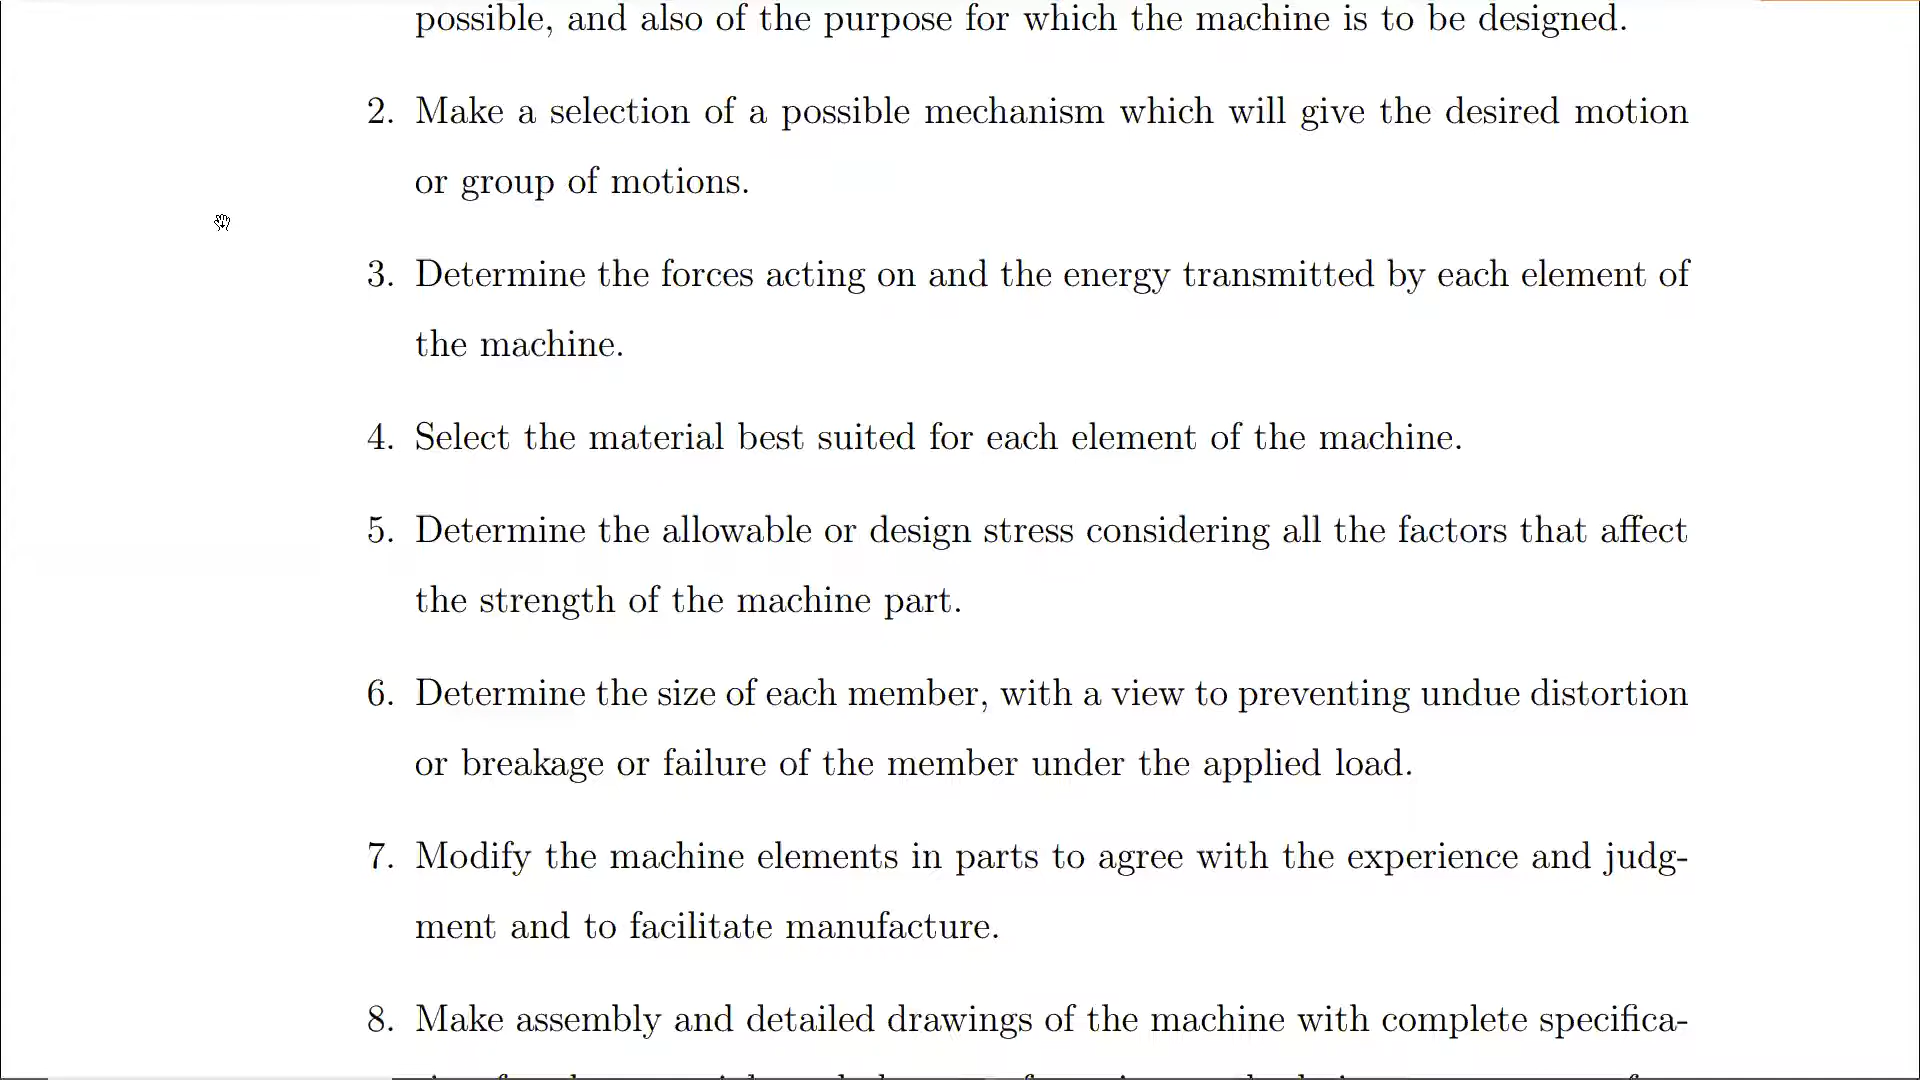 possible, and also of the purpose for which the machine is to be designed.
2. Make a selection of a possible mechanism which will give the desired motion
or group of motions.
3. Determine the forces acting on and the energy transmitted by each element of
the machine.
4. Select the material best suited for each element of the machine.
5. Determine the allowable or design stress considering all the factors that affect
the strength of the machine part.
6. Determine the size of each member, with a view to preventing undue distortion
or breakage or failure of the member under the applied load.
7. Modify the machine elements in parts to agree with the experience and judg-
ment and to facilitate manufacture.
8. Make assembly and detailed drawings of the machine with complete specifica-